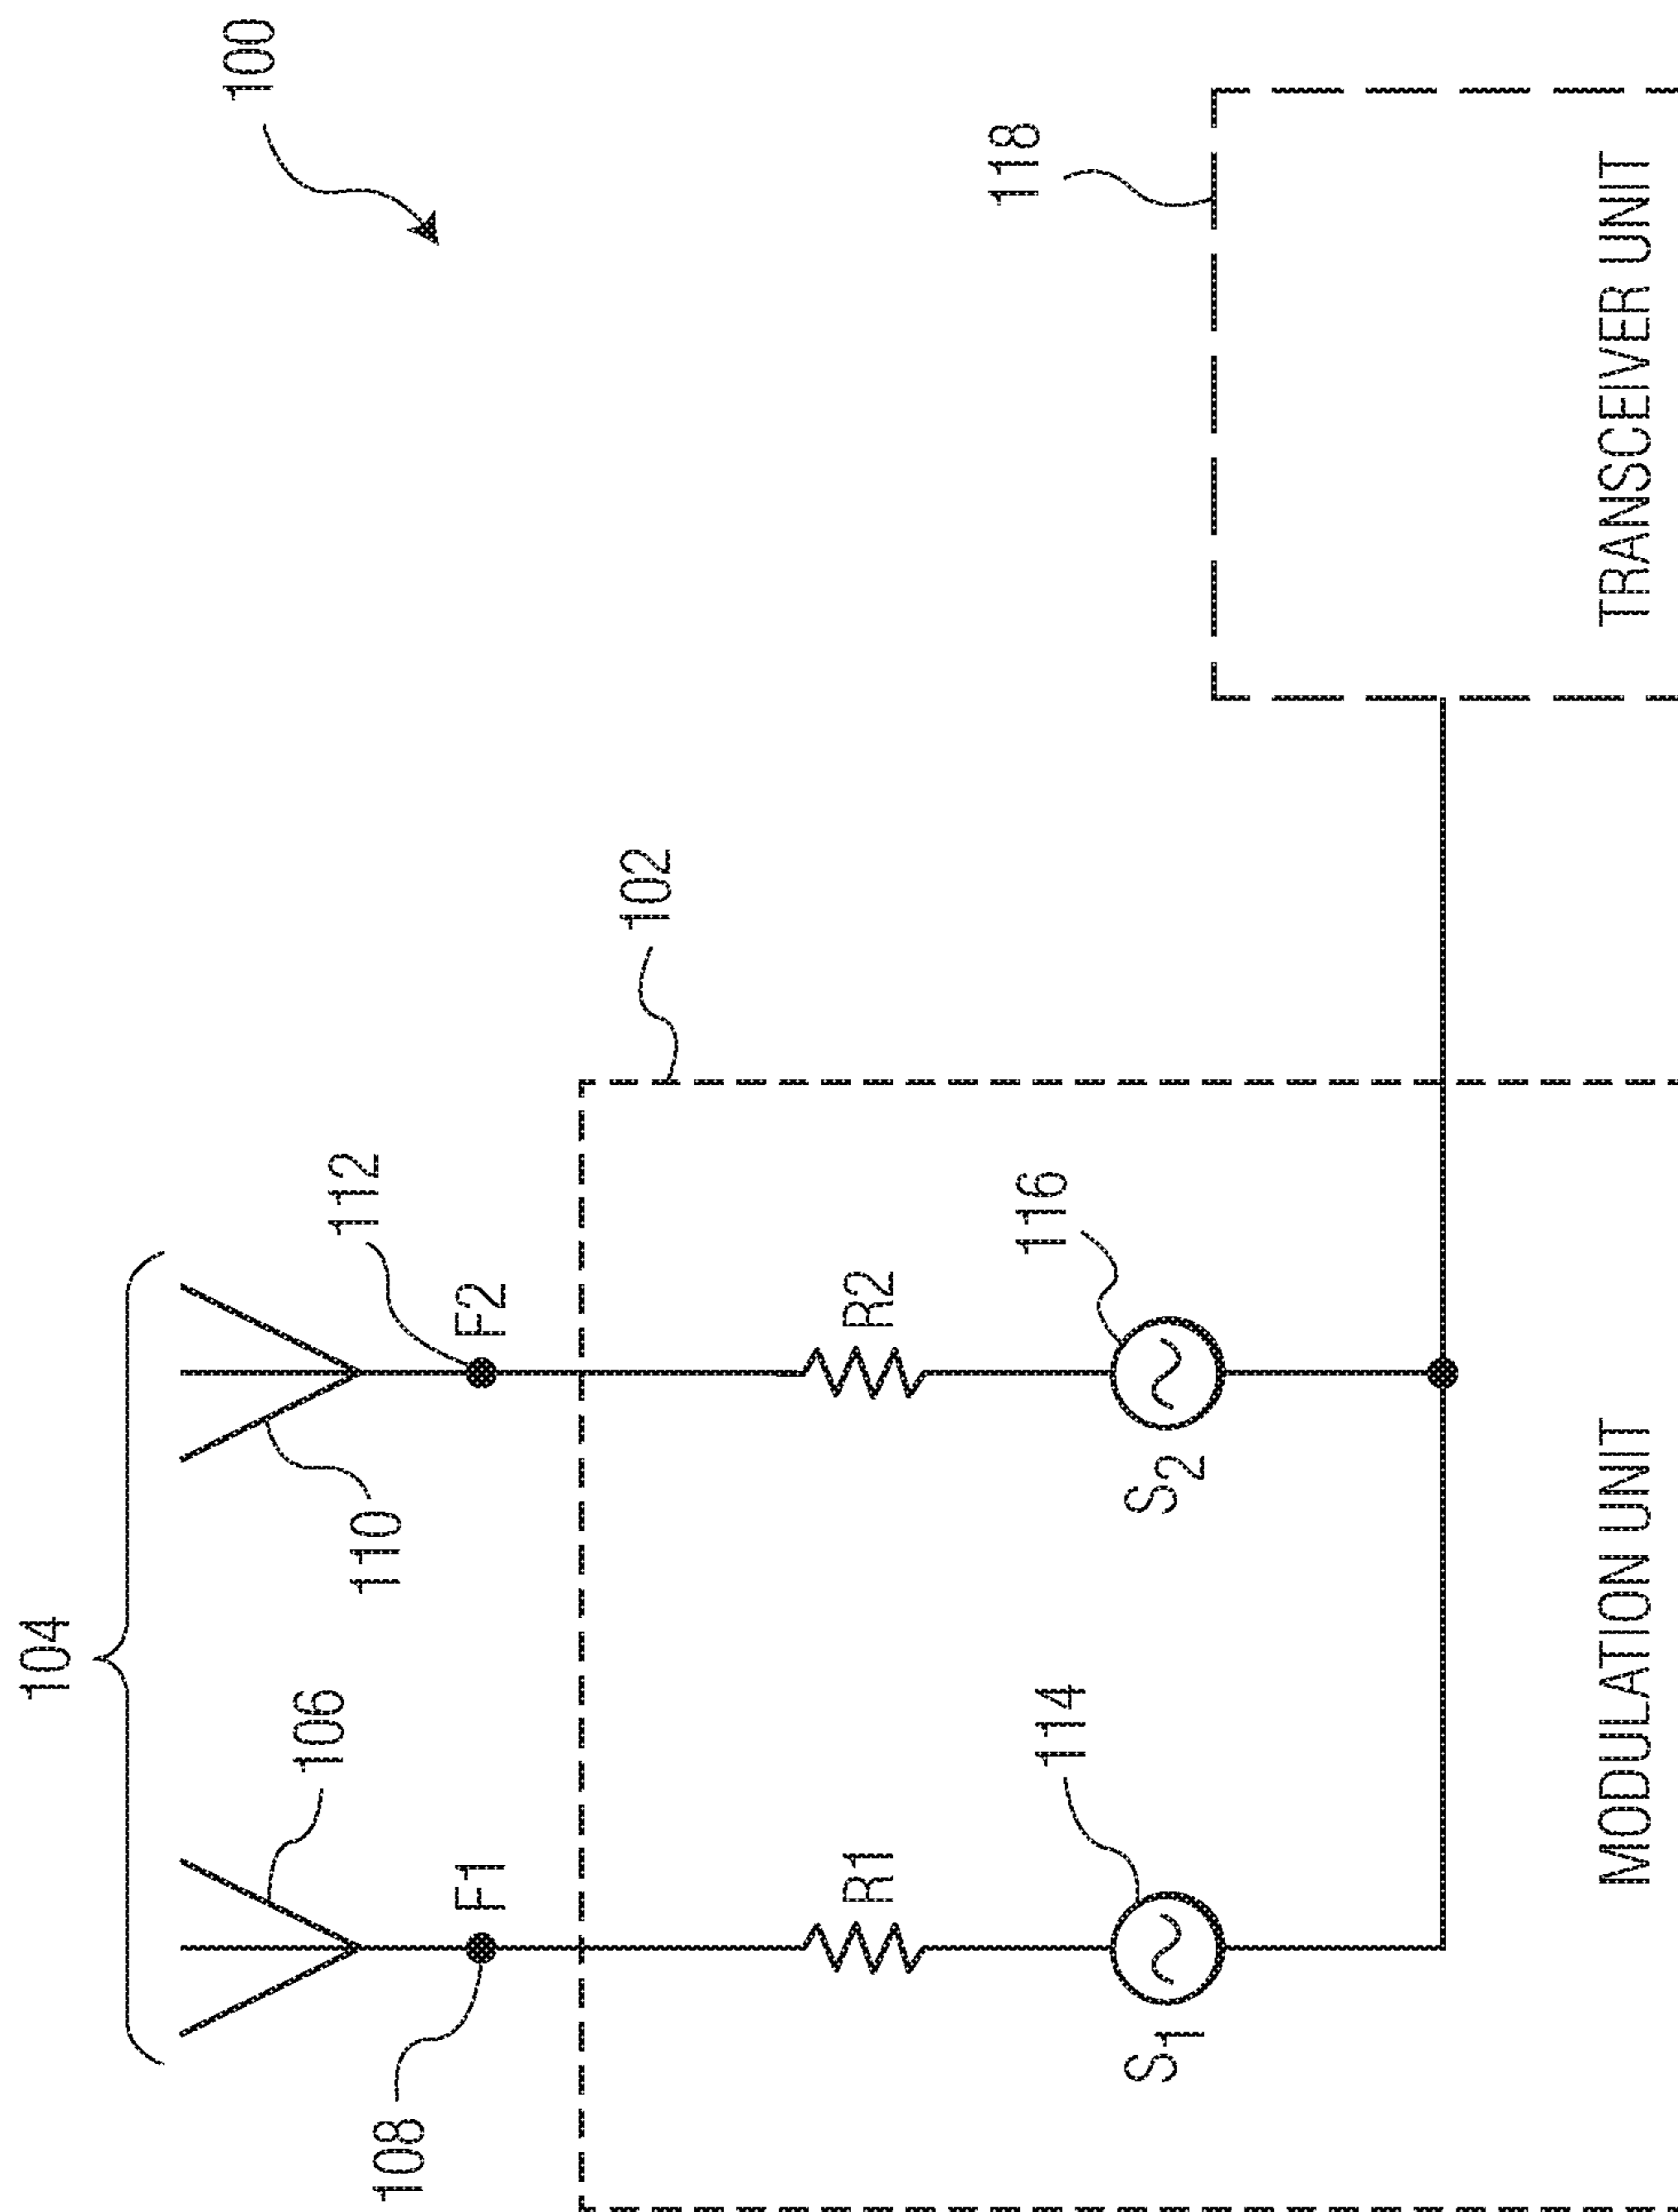 100
104
106
112
110
108
F1
F2
102
R1
R2
118
114
116
S1
S2
MODULATION UNIT
TRANSCEIVER UNIT